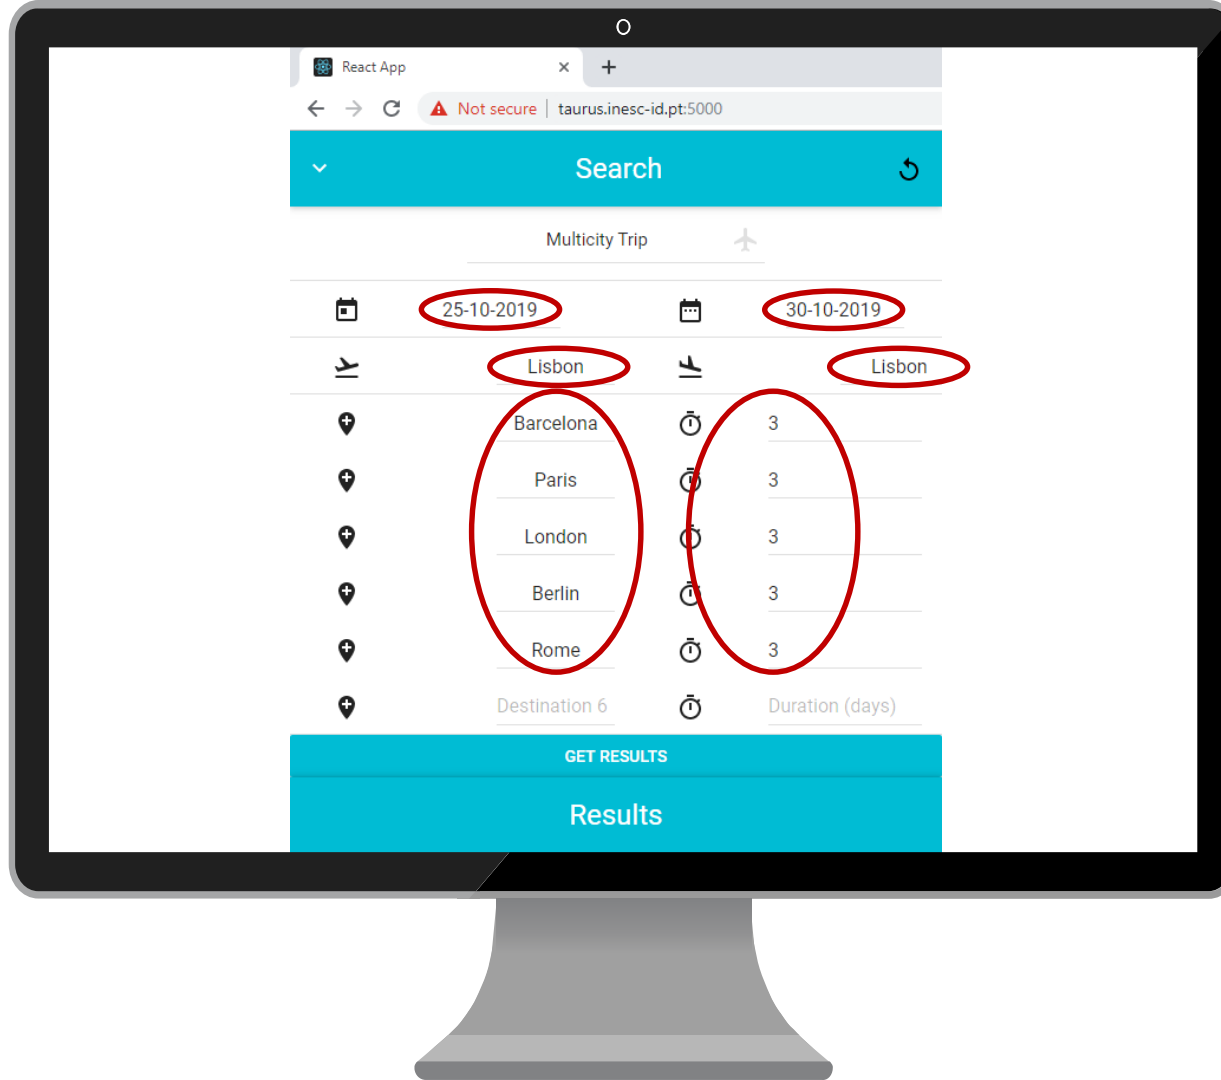 React App
Not secure | taurus.inesc-id.pt:5000
Search
Multicity Trip
25-10-2019 30-10-2019
Lisbon Lisbon
Barcelona 3
Paris 3
London 3
Berlin 3
Rome 3
Destination 6 Duration (days)
GET RESULTS
Results